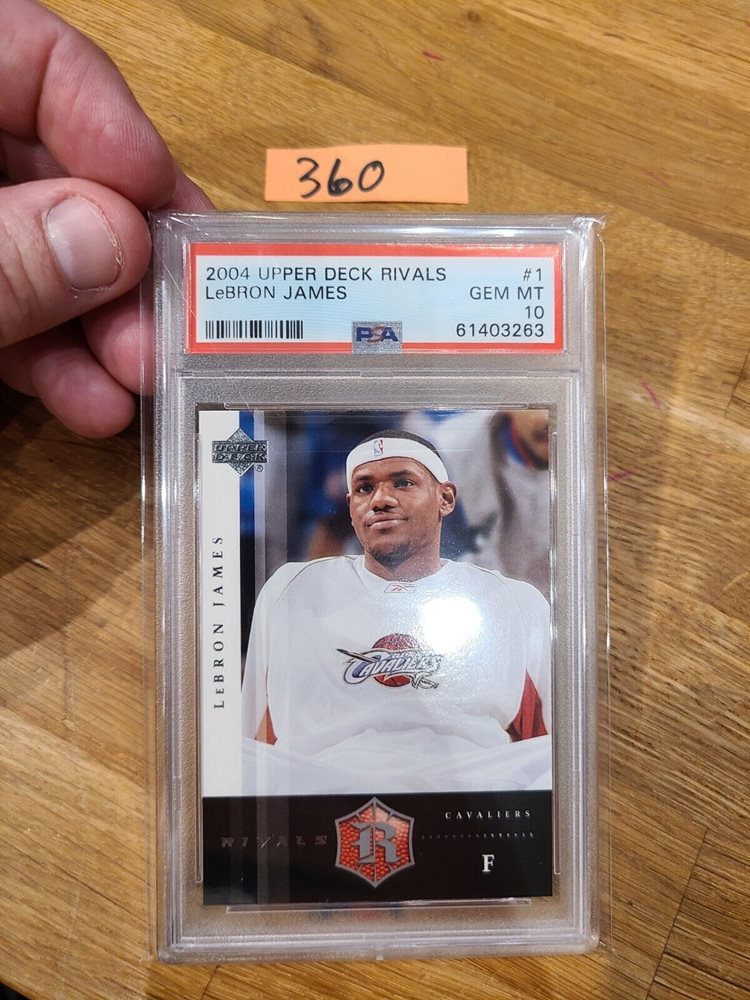 360
2004 UPPER DECK RIVALS #1
LeBRON JAMES GEM MT
10
PSA 61403263
UPPER
DECK
LEBRON JAMES
CAVALIERS
RIVALS
R
CAVALIERS
F